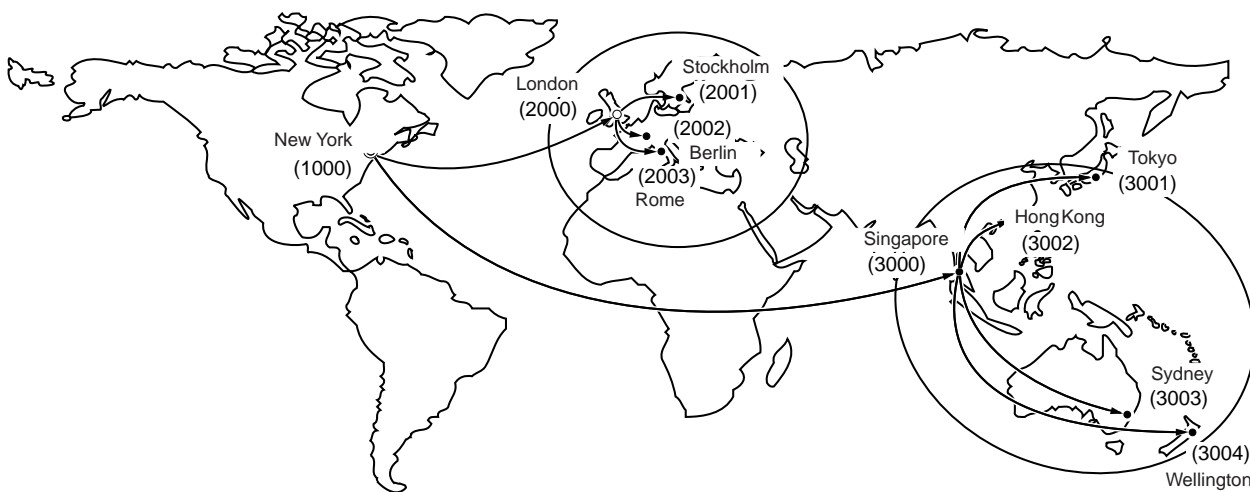 Stockholm
(2001)
London
(2000)
(2002)
Berlin
(2003)
Rome
New York
(1000)
Tokyo
(3001)
Hong Kong
(3002)
Singapore
(3000)
Sydney
(3003)
(3004)
Wellington